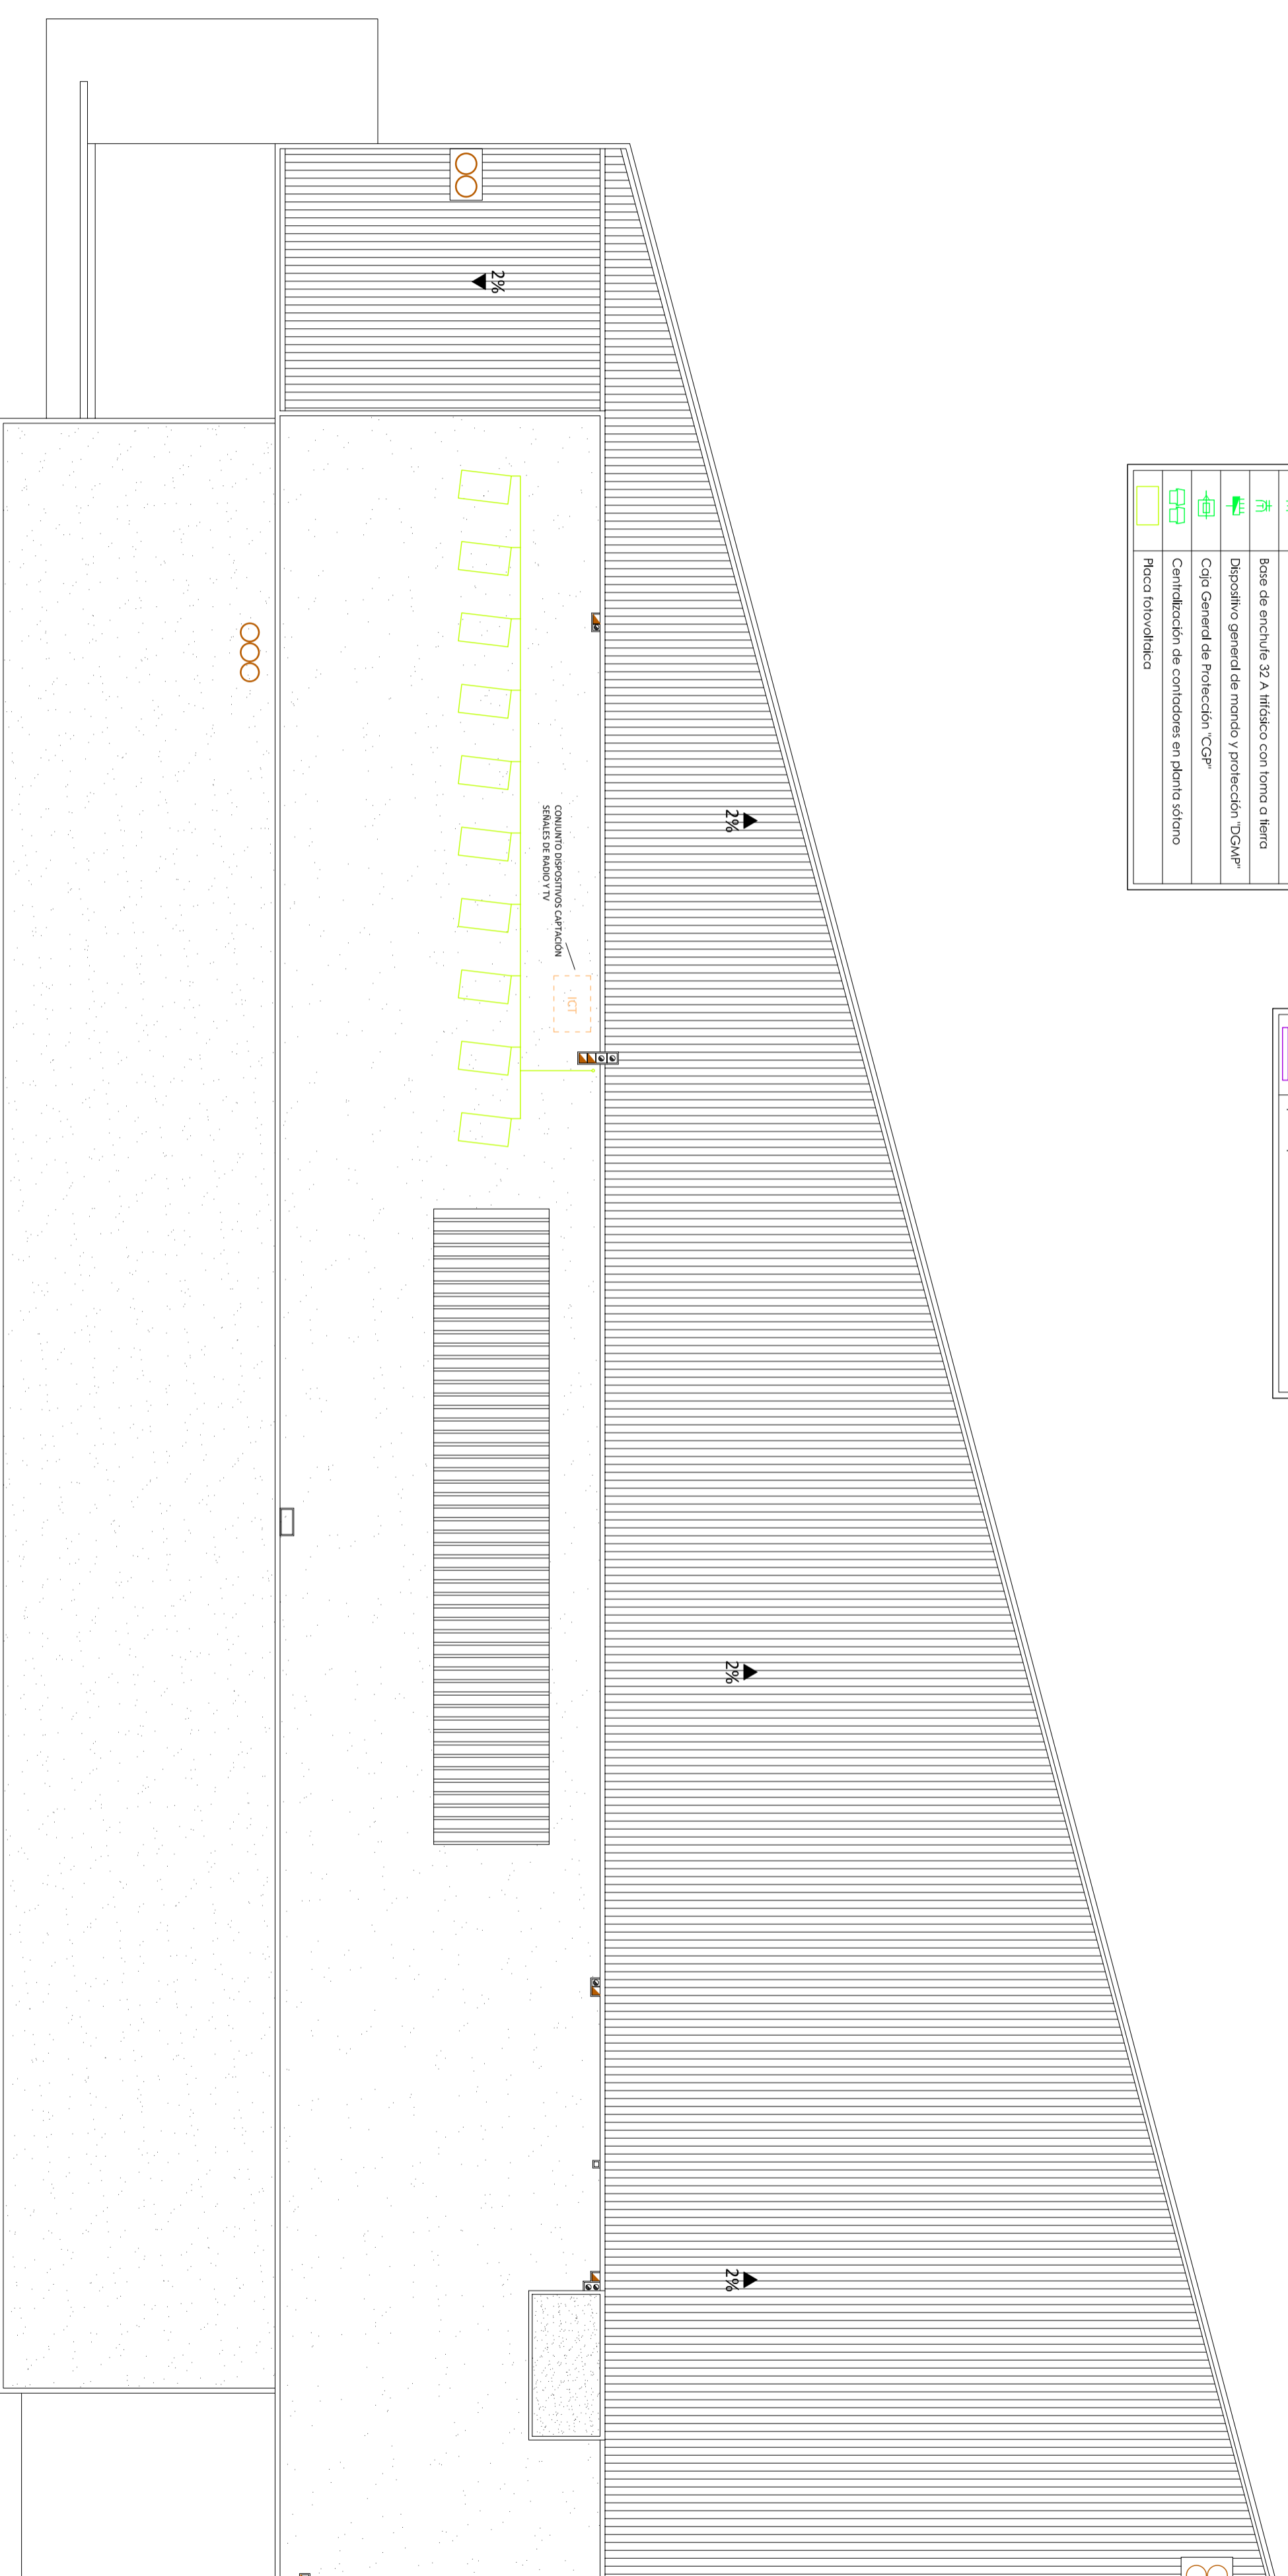 Base de enchufe 32 A trifásico con toma a tierra
Dispositivo general de mando y protección "DGMP"
Caja General de Protección "CGP"
Centralización de contadores en planta sótano
Placa fotovoltaica
2%
2%
CONJUNTO DISPOSITIVOS CAPTACIÓN
SEÑALES DE RADIO Y TV
ICT
2%
2%